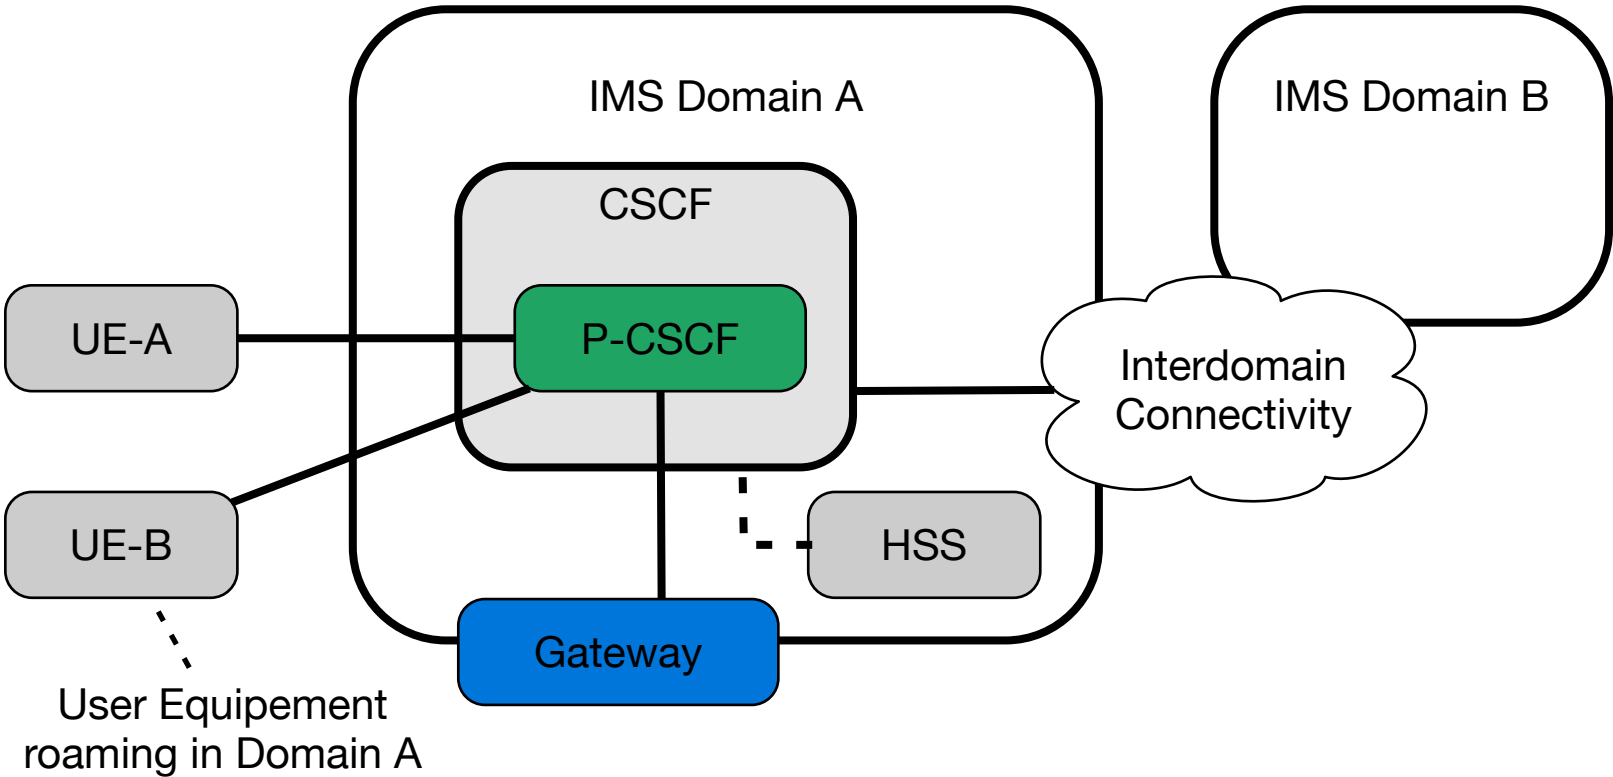 IMS Domain A
IMS Domain B
CSCF
UE-A
P-CSCF
Interdomain
Connectivity
UE-B
HSS
Gateway
User Equipement
roaming in Domain A